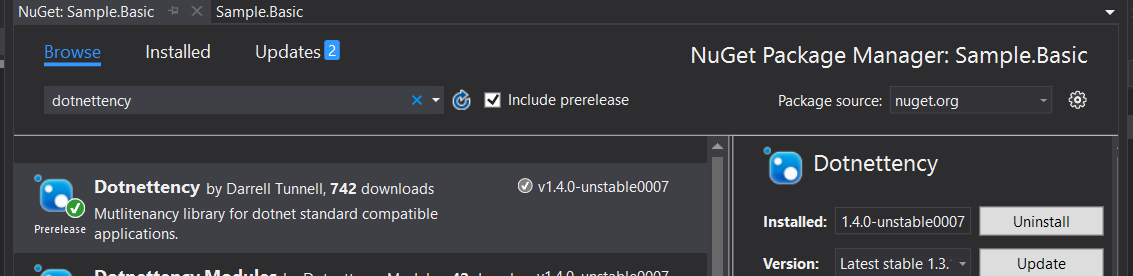 NuGet: Sample.Basic Sample.Basic
Browse Installed Updates 2
NuGet Package Manager: Sample.Basic
dotnettency Include prerelease
Package source: nuget.org
Dotnettency by Darrell Tunnell, 742 downloads v1.4.0-unstable0007
Mutlitenancy library for dotnet standard compatible
applications.
Prerelease
Dotnettency
Installed: 1.4.0-unstable0007 Uninstall
Version: Latest stable 1.3. Update